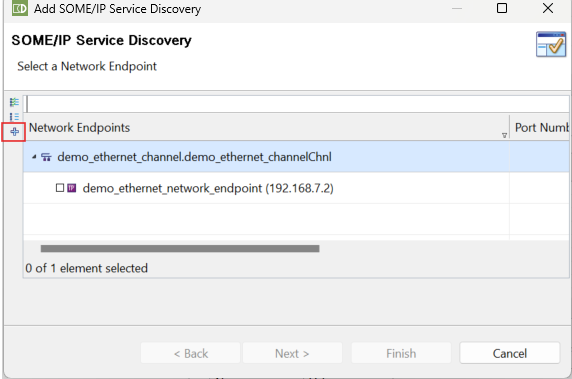 Add SOME/IP Service Discovery
SOME/IP Service Discovery
Select a Network Endpoint
Network Endpoints
Port Numb
demo_ethernet_channel.demo_ethernet_channelChnl
IP demo_ethernet_network_endpoint (192.168.7.2)
0 of 1 element selected
< Back
Next >
Finish
Cancel